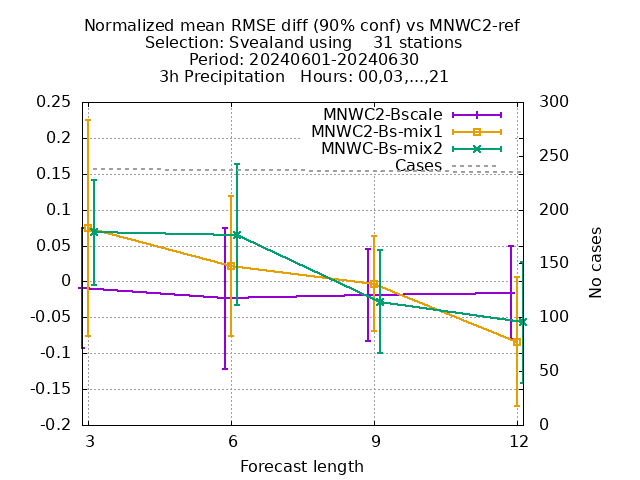 Normalized mean RMSE diff (90% conf) vs MNWC2-ref
Selection: Svealand using    31 stations
Period: 20240601-20240630
3h Precipitation   Hours: 00,03,...,21
MNWC2-Bscale
MNWC2-Bs-mix1
MNWC-Bs-mix2
Cases
0.25
0.2
0.15
0.1
0.05
0
-0.05
-0.1
-0.15
-0.2
300
250
200
150
100
50
0
No cases
3
6
9
12
Forecast length